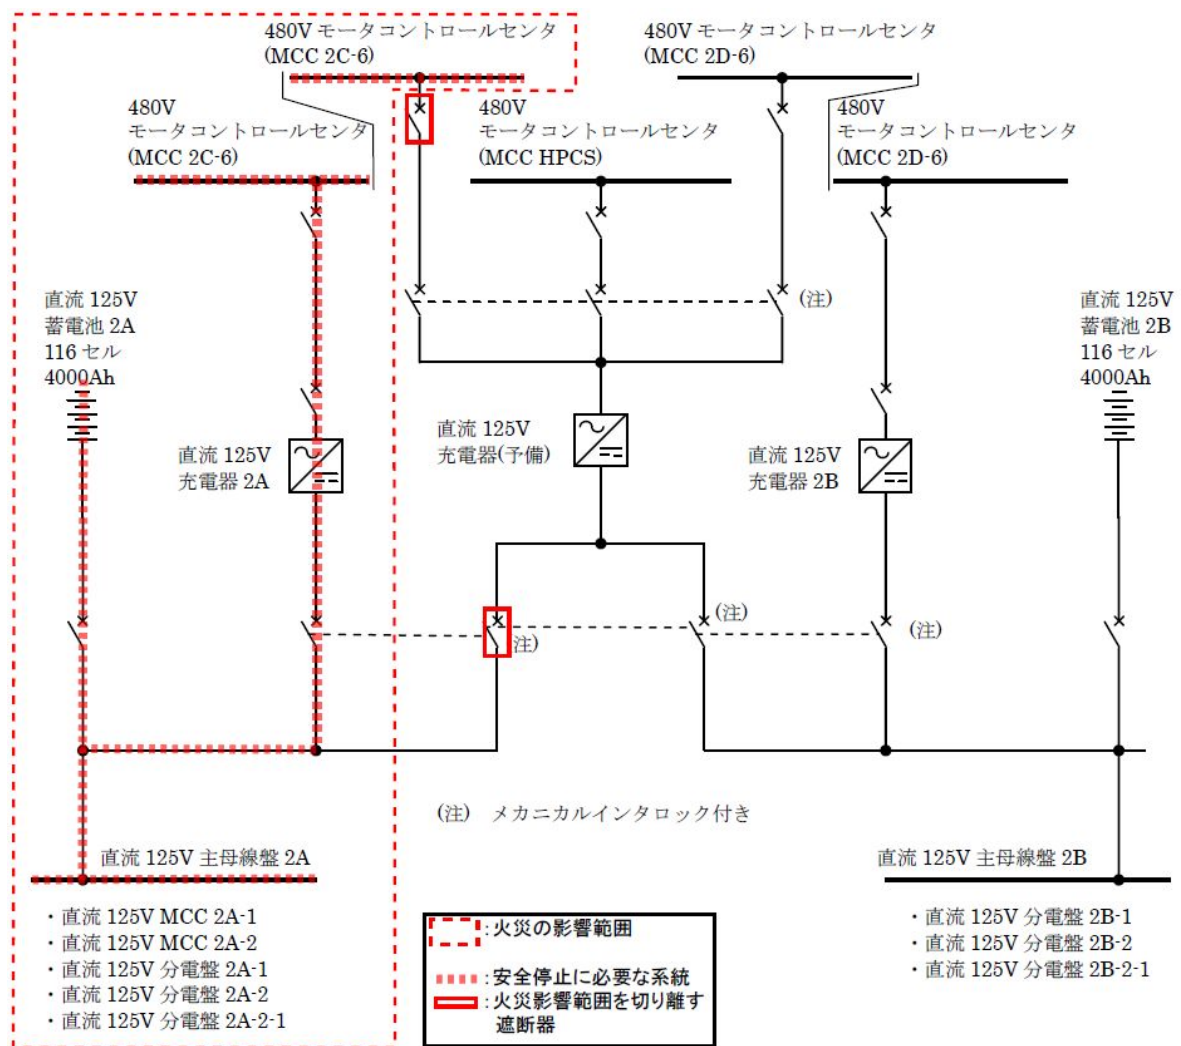 480V モータコントロールセンタ
(MCC 2C-6)
480V モータコントロールセンタ
(MCC 2D-6)
480V
モータコントロールセンタ
(MCC 2C-6)
480V
モータコントロールセンタ
(MCC HPCS)
480V
モータコントロールセンタ
(MCC 2D-6)
直流 125V
蓄電池 2A
116 セル
4000Ah
(注)
直流 125V
蓄電池 2B
116 セル
4000Ah
直流 125V
充電器 2A
直流 125V
充電器(予備)
直流 125V
充電器 2B
注)
(注)
(注)
(注) メカニカルインタロック付き
直流 125V 主母線盤 2A
直流 125V 主母線盤 2B
・直流 125V MCC 2A-1
・直流 125V MCC 2A-2
・直流 125V 分電盤 2A-1
・直流 125V 分電盤 2A-2
・直流 125V 分電盤 2A-2-1
・直流 125V 分電盤 2B-1
・直流 125V 分電盤 2B-2
・直流 125V 分電盤 2B-2-1
:火災の影響範囲
:安全停止に必要な系統
:火災影響範囲を切り離す
遮断器